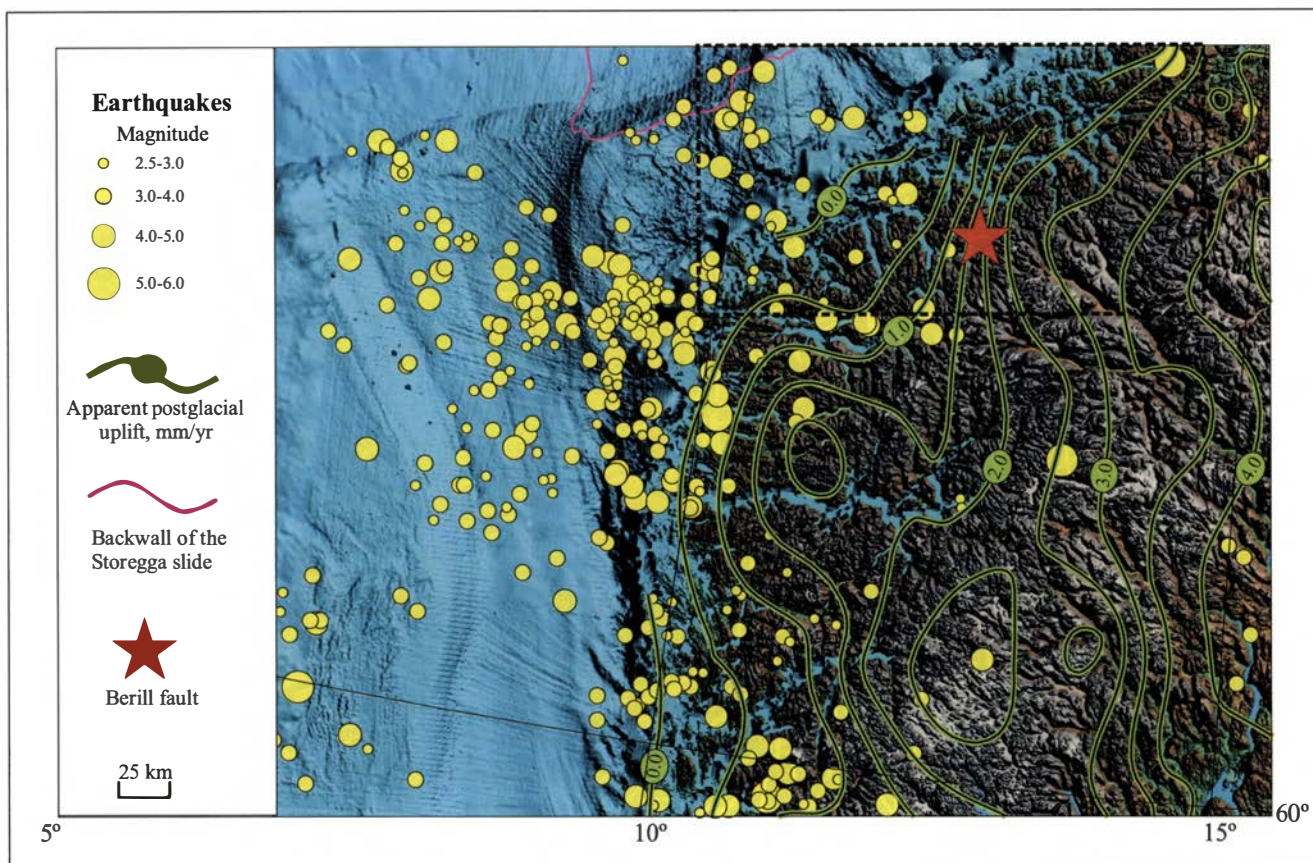 Earthquakes
Magnitude
2.5-3.0
3.0-4.0
4.0-5.0
5.0-6.0
Apparent postglacial
uplift, mm/yr
Backwall of the
Storegga slide
Berill fault
25 km
0.0
1.0
2.0
3.0
4.0
0.0
5º
10º
15º
60º